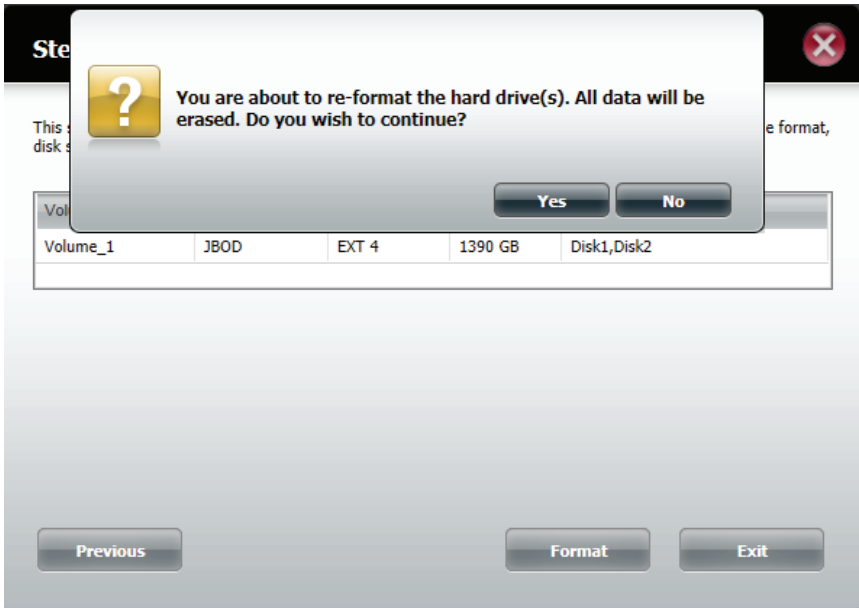 Ste
You are about to re-format the hard drive(s). All data will be
erased. Do you wish to continue?
This
e format,
disk
Yes No
Vol
Volume_1 JBOD EXT 4 1390 GB Disk1,Disk2
Previous Format Exit